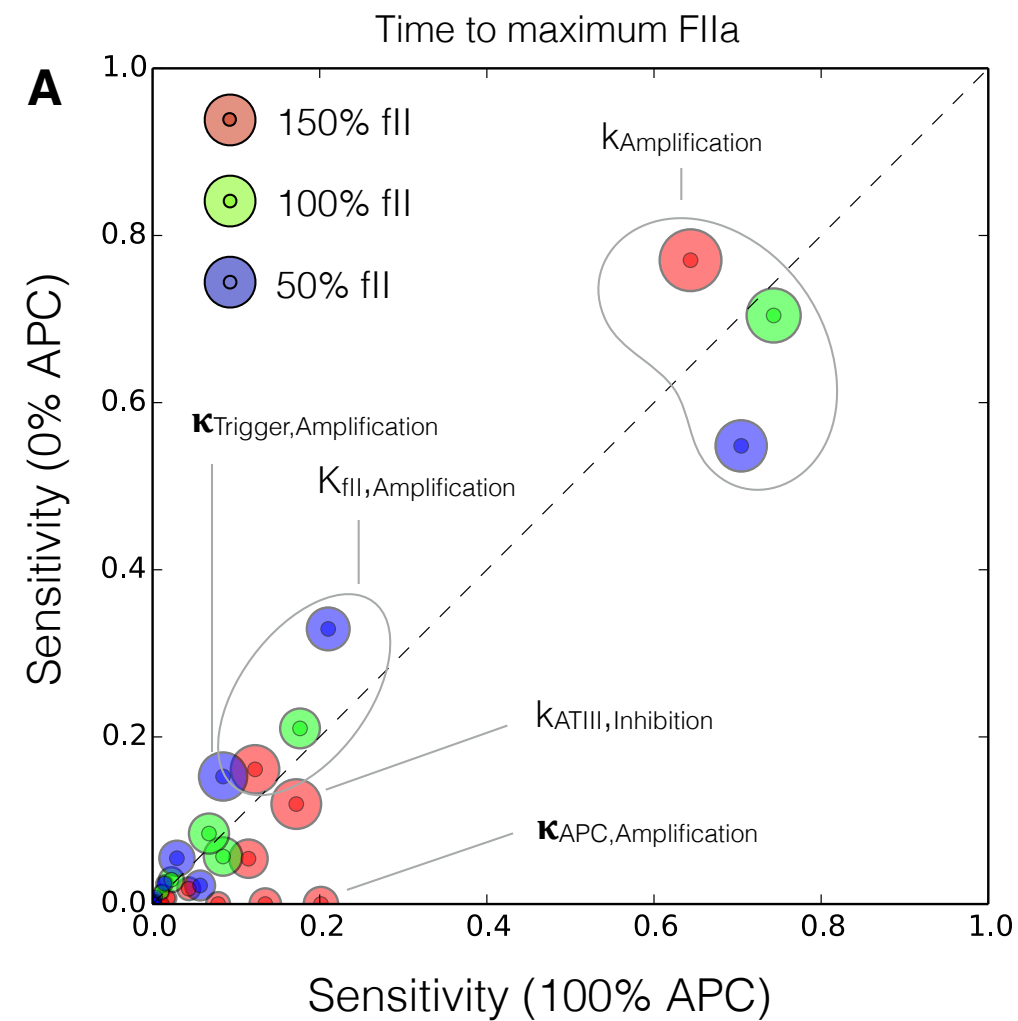 Time to maximum FIIa
A
1.0
150% fII
kAmplification
100% fII
0.8
50% fII
0.6
κTrigger,Amplification
KfII,Amplification
Sensitivity (0% APC)
0.4
0.2
kATIII,Inhibition
κAPC,Amplification
0.0
0.0 0.2 0.4 0.6 0.8 1.0
Sensitivity (100% APC)